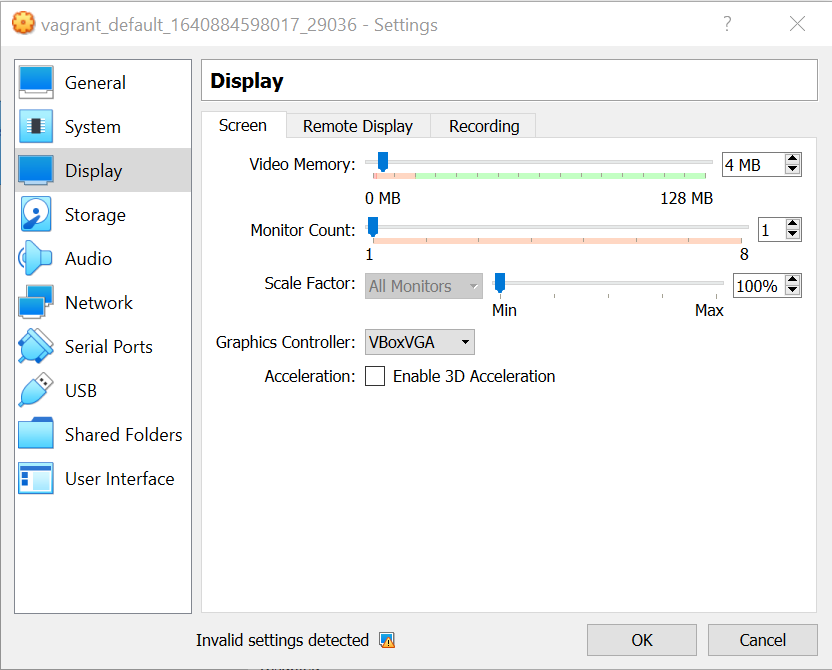 vagrant_default_1640884598017_29036 - Settings
?
General
System
Display
Storage
Audio
Network
Serial Ports
USB
Shared Folders
User Interface
Display
Screen
Remote Display
Recording
Video Memory:
4 MB
0 MB
128 MB
Monitor Count:
1
1
8
Scale Factor:
All Monitors
100%
Min
Max
Graphics Controller:
VBoxVGA
Acceleration:
Enable 3D Acceleration
Invalid settings detected
OK
Cancel